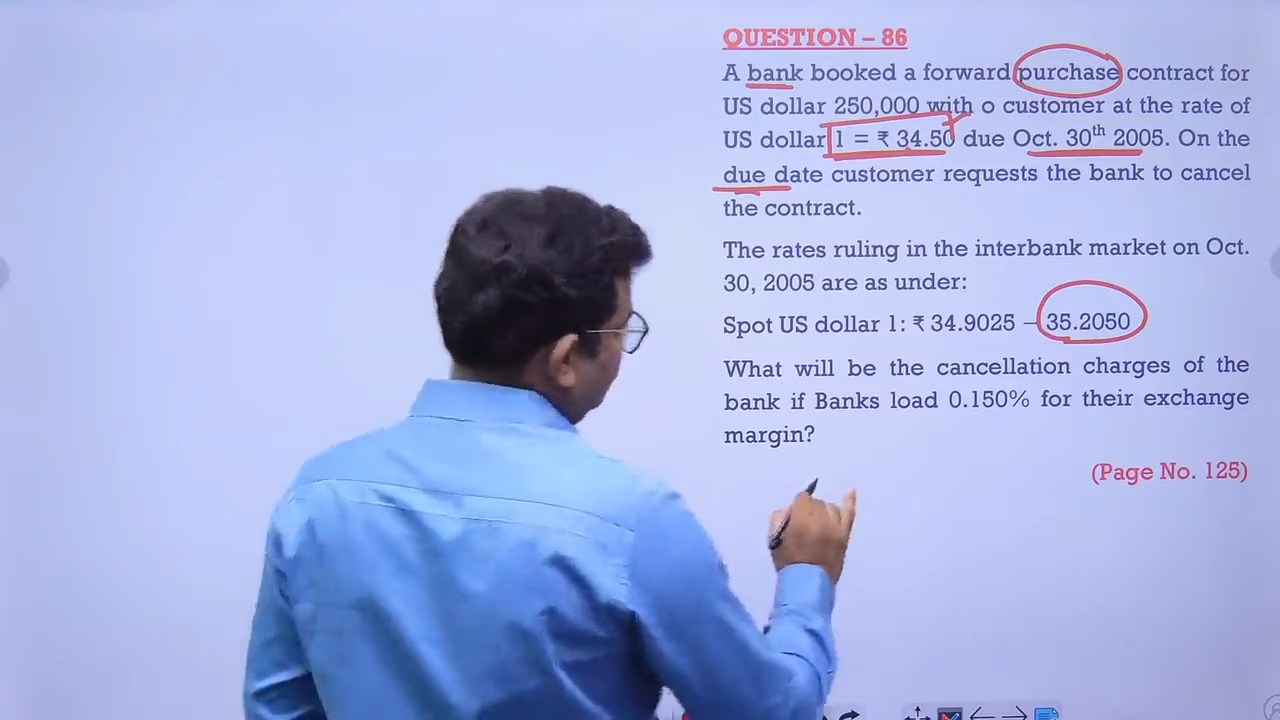 QUESTION – 86
A bank booked a forward purchase contract for
US dollar 250,000 with o customer at the rate of
US dollar 1 = ₹ 34.50 due Oct. 30th 2005. On the
due date customer requests the bank to cancel
the contract.
The rates ruling in the interbank market on Oct.
30, 2005 are as under:
Spot US dollar 1: ₹ 34.9025 – 35.2050
What will be the cancellation charges of the
bank if Banks load 0.150% for their exchange
margin?
(Page No. 125)